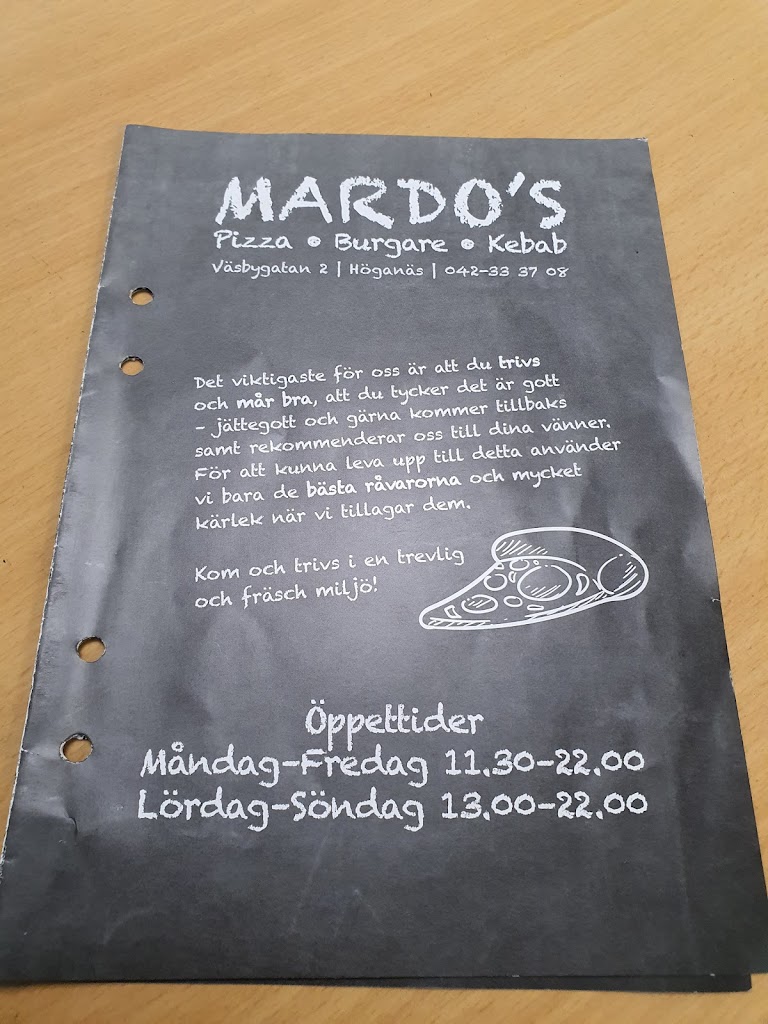 MARDO'S
Pizza • Burgare • Kebab
Väsbygatan 2 | Höganäs | 042-33 37 08
Det viktigaste för oss är att du trivs
och mår bra, att du tycker det är gott
- jättegott och gärna kommer tillbaks
samt rekommenderar oss till dina vänner.
För att kunna leva upp till detta använder
vi bara de bästa råvarorna och mycket
kärlek när vi tillagar dem.
Kom och trivs i en trevlig
och fräsch miljö!
Öppettider
Måndag-Fredag 11.30-22.00
Lördag-Söndag 13.00-22.00